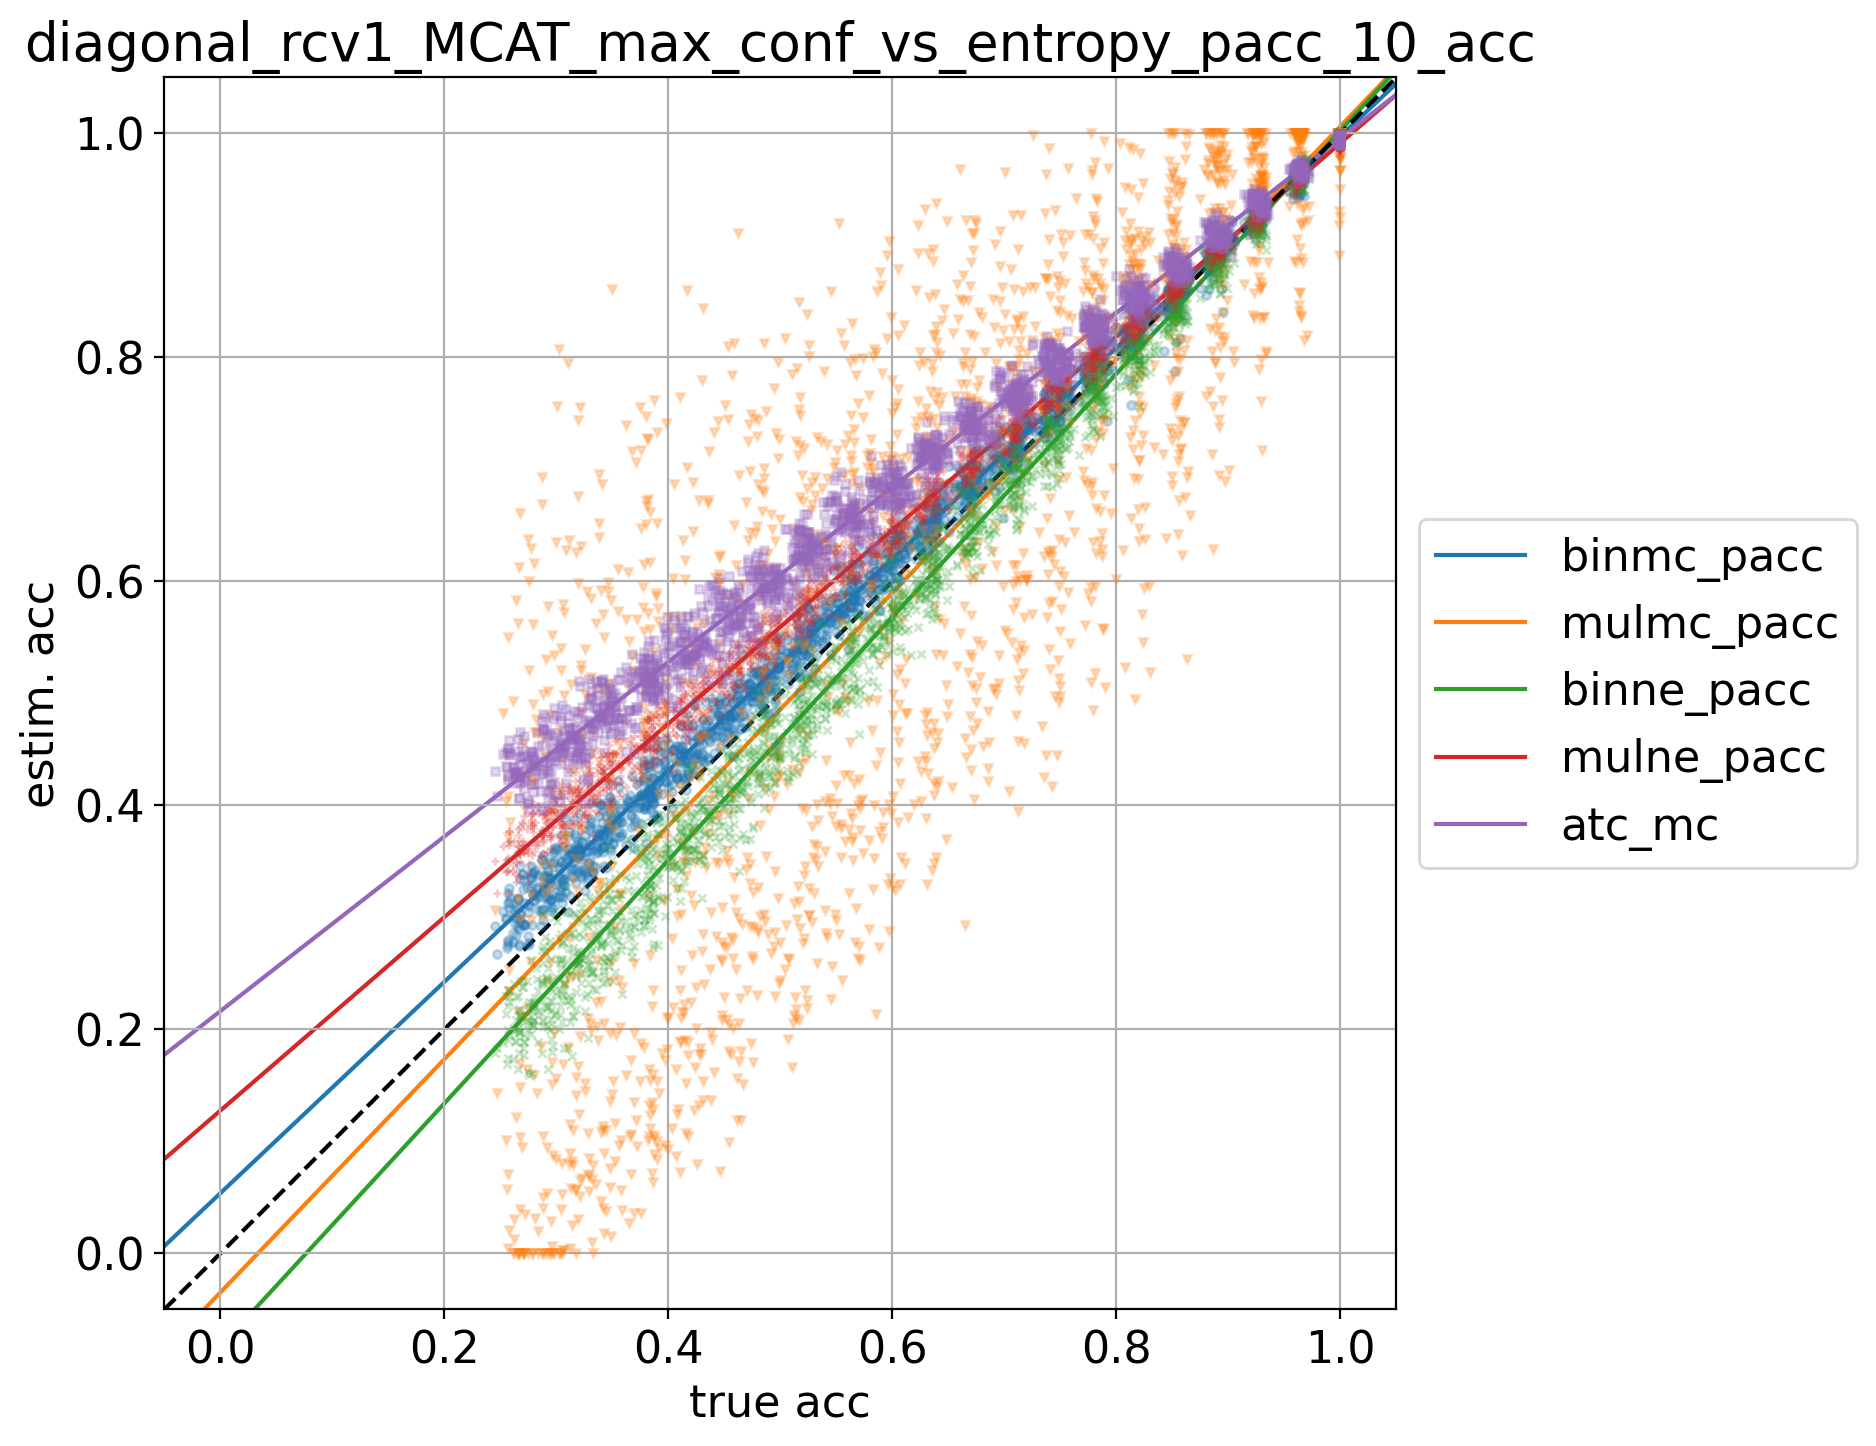 diagonal_rcv1_MCAT_max_conf_vs_entropy_pacc_10_acc
1.0
0.8
0.6
0.4
0.2
0.0
estim. acc
0.0 0.2 0.4 0.6 0.8 1.0
true acc
binmc_pacc
mulmc_pacc
binne_pacc
mulne_pacc
atc_mc